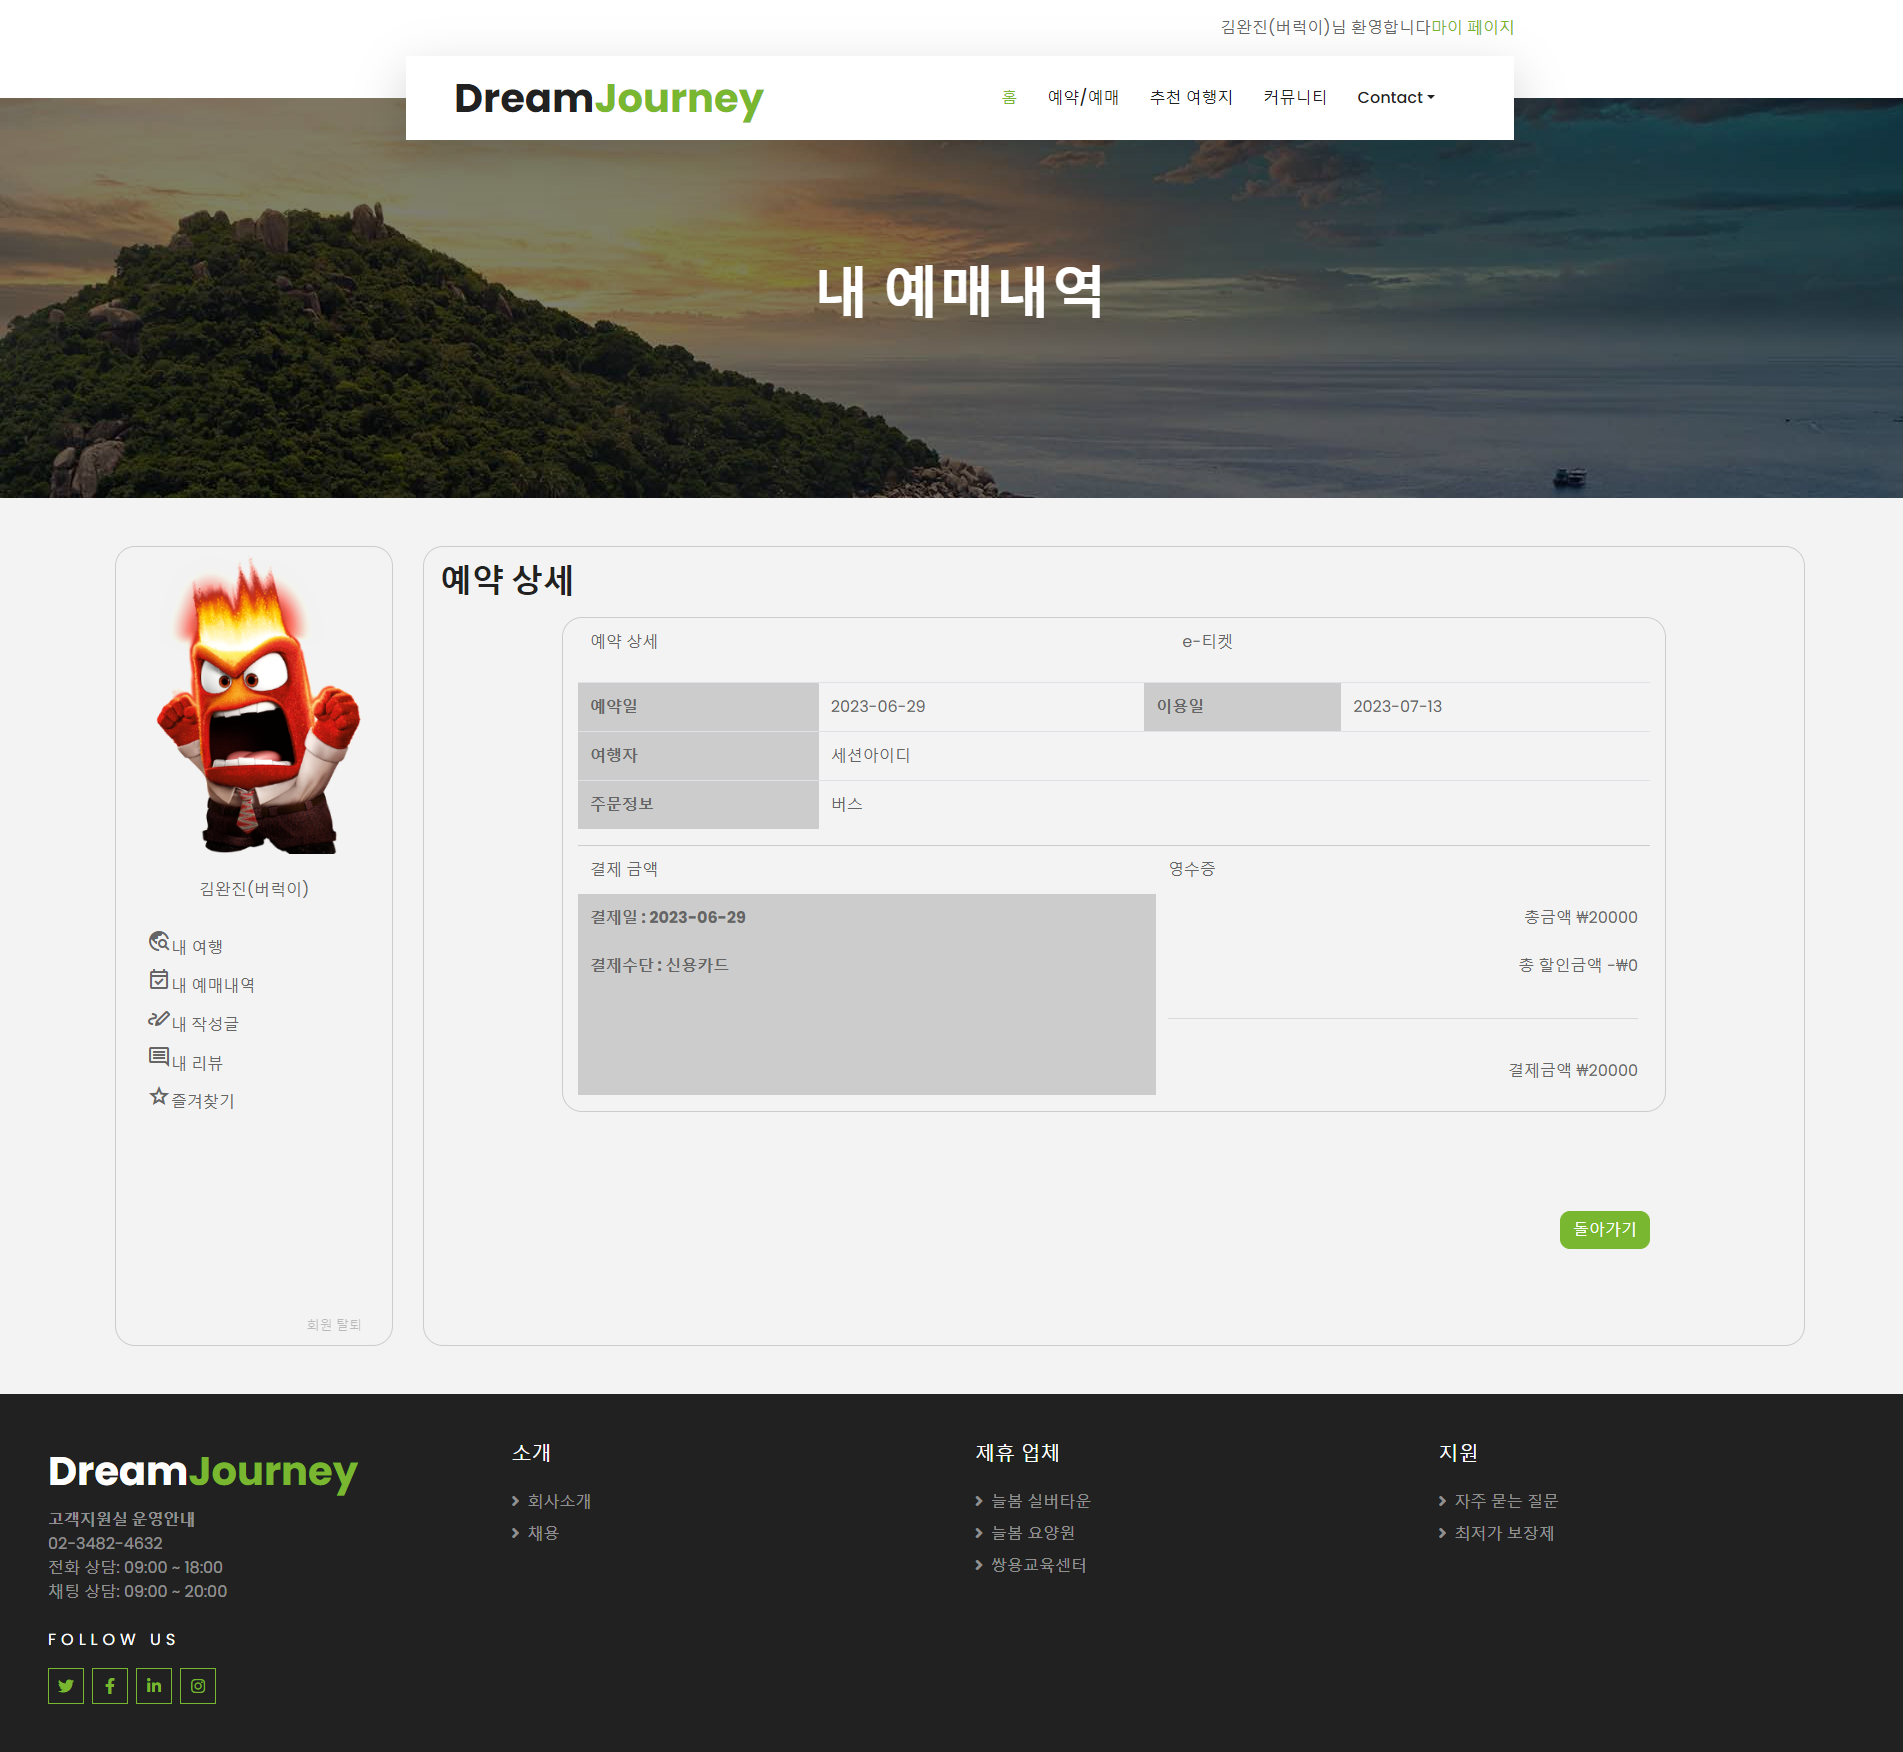 김완진(버럭이)님 환영합니다마이 페이지
DreamJourney
홈 예약/예매 추천 여행지 커뮤니티 Contact
내 예매내역
김완진(버럭이)
내 여행
내 예매내역
내 작성글
내 리뷰
즐겨찾기
회원 탈퇴
예약 상세
예약 상세 e-티켓
예약일 2023-06-29 이용일 2023-07-13
여행자 세션아이디
주문정보 버스
결제 금액 영수증
결제일 : 2023-06-29 총금액 ₩20000
결제수단 : 신용카드 총 할인금액 -₩0
결제금액 ₩20000
돌아가기
DreamJourney
고객지원실 운영안내
02-3482-4632
전화 상담: 09:00 ~ 18:00
채팅 상담: 09:00 ~ 20:00
FOLLOW US
소개
회사소개
채용
제휴 업체
늘봄 실버타운
늘봄 요양원
쌍용교육센터
지원
자주 묻는 질문
최저가 보장제